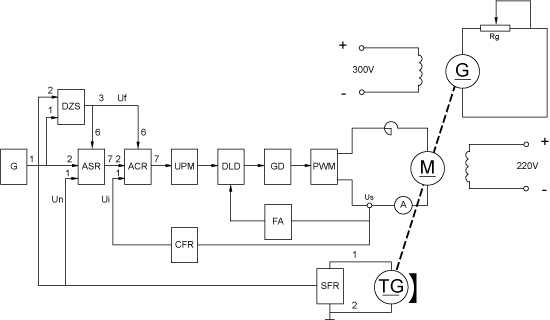 +
300V
-
G
Rg
2
DZS
1
3
Uf
6
6
G
1
2
1
ASR
7
2
1
ACR
7
UPM
DLD
GD
PWM
M
+
220V
-
Un
Ui
Us
A
FA
CFR
1
SFR
2
TG